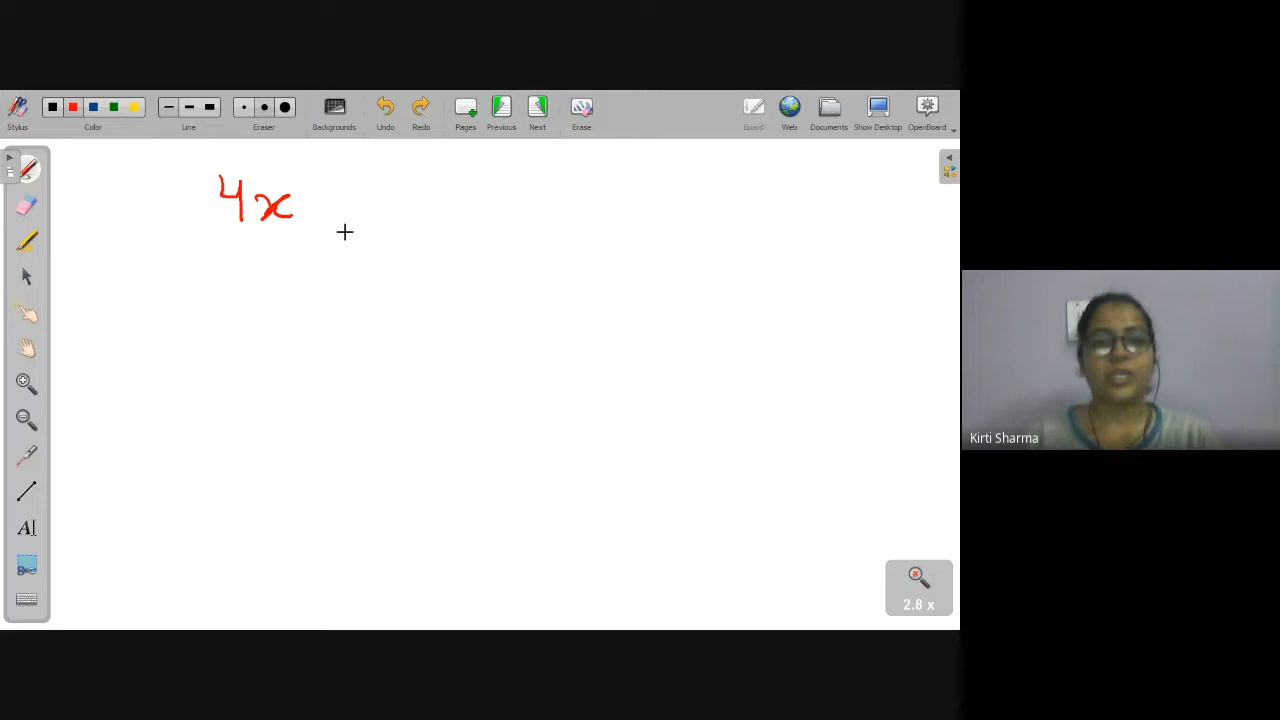 Stylus Color Line Eraser Backgrounds Undo Redo Pages Previous Next Erase Board Web Documents Show Desktop OpenBoard
4x
A
Kirti Sharma
2.8 x